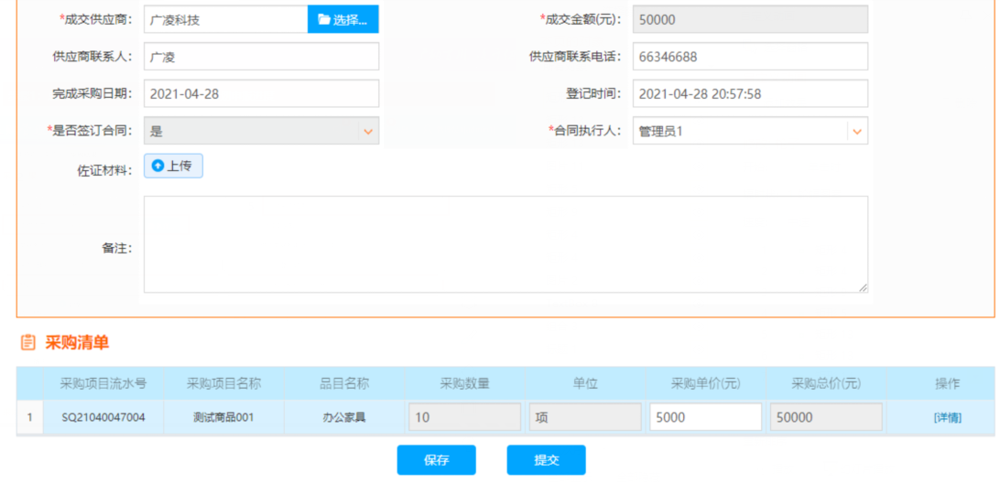 *成交供应商： 广凌科技 选择... *成交金额(元)： 50000
供应商联系人： 广凌 供应商联系电话： 66346688
完成采购日期： 2021-04-28 登记时间： 2021-04-28 20:57:58
*是否签订合同： 是 *合同执行人： 管理员1
佐证材料： 上传
备注：
采购清单
采购项目流水号 采购项目名称 品目名称 采购数量 单位 采购单价(元) 采购总价(元) 操作
1 SQ21040047004 测试商品001 办公家具 10 项 5000 50000 [详情]
保存 提交